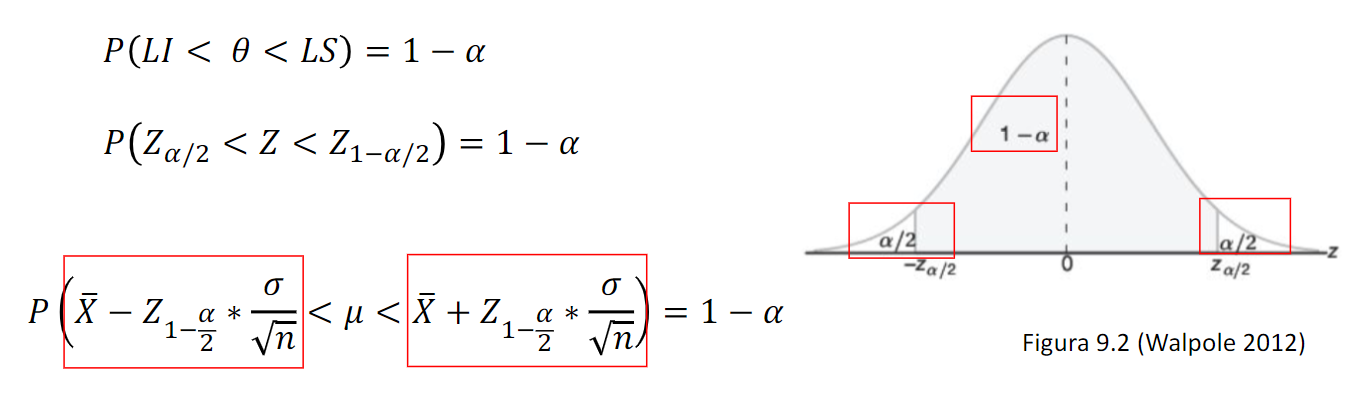 P(LI < θ < LS) = 1 − α
P(Z_{α/2} < Z < Z_{1−α/2}) = 1 − α
P(X̄ − Z_{1−α/2} * σ/√n < μ < X̄ + Z_{1−α/2} * σ/√n) = 1 − α
1 − α
α/2 α/2
−z_{α/2} 0 z_{α/2} z
Figura 9.2 (Walpole 2012)